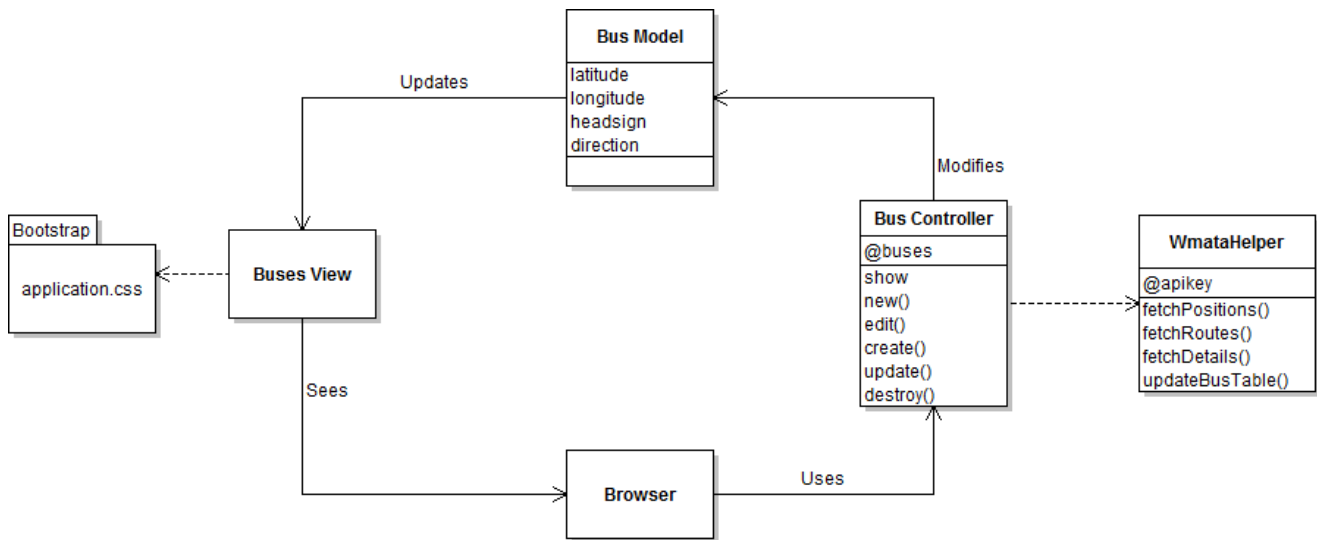 Bus Model
latitude
longitude
headsign
direction
Updates
Modifies
Bootstrap
application.css
Buses View
Bus Controller
@buses
show
new()
edit()
create()
update()
destroy()
WmataHelper
@apikey
fetchPositions()
fetchRoutes()
fetchDetails()
updateBusTable()
Sees
Browser
Uses